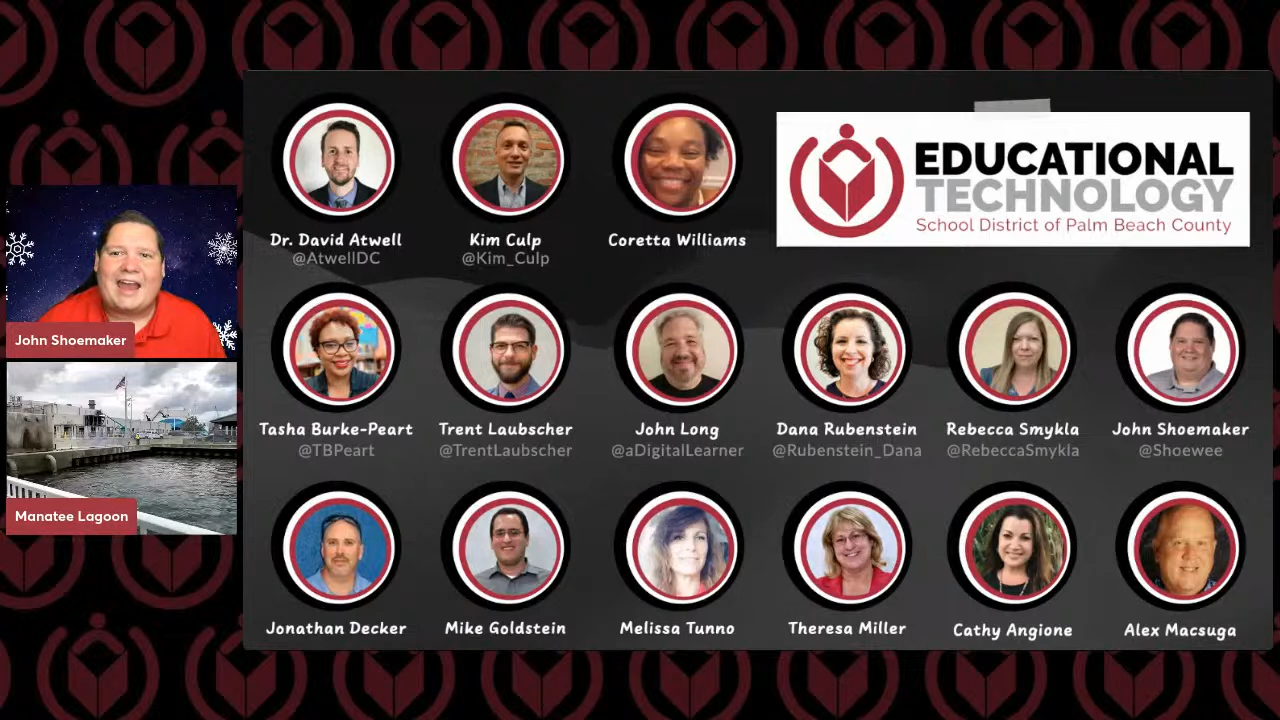 Dr. David Atwell
@AtwellDC
Kim Culp
@Kim_Culp
Coretta Williams
EDUCATIONAL
TECHNOLOGY
School District of Palm Beach County
John Shoemaker
Manatee Lagoon
Tasha Burke-Peart
@TBPeart
Trent Laubscher
@TrentLaubscher
John Long
@aDigitalLearner
Dana Rubenstein
@Rubenstein_Dana
Rebecca Smykla
@RebeccaSmykla
John Shoemaker
@Shoewee
Jonathan Decker
Mike Goldstein
Melissa Tunno
Theresa Miller
Cathy Angione
Alex Macsuga